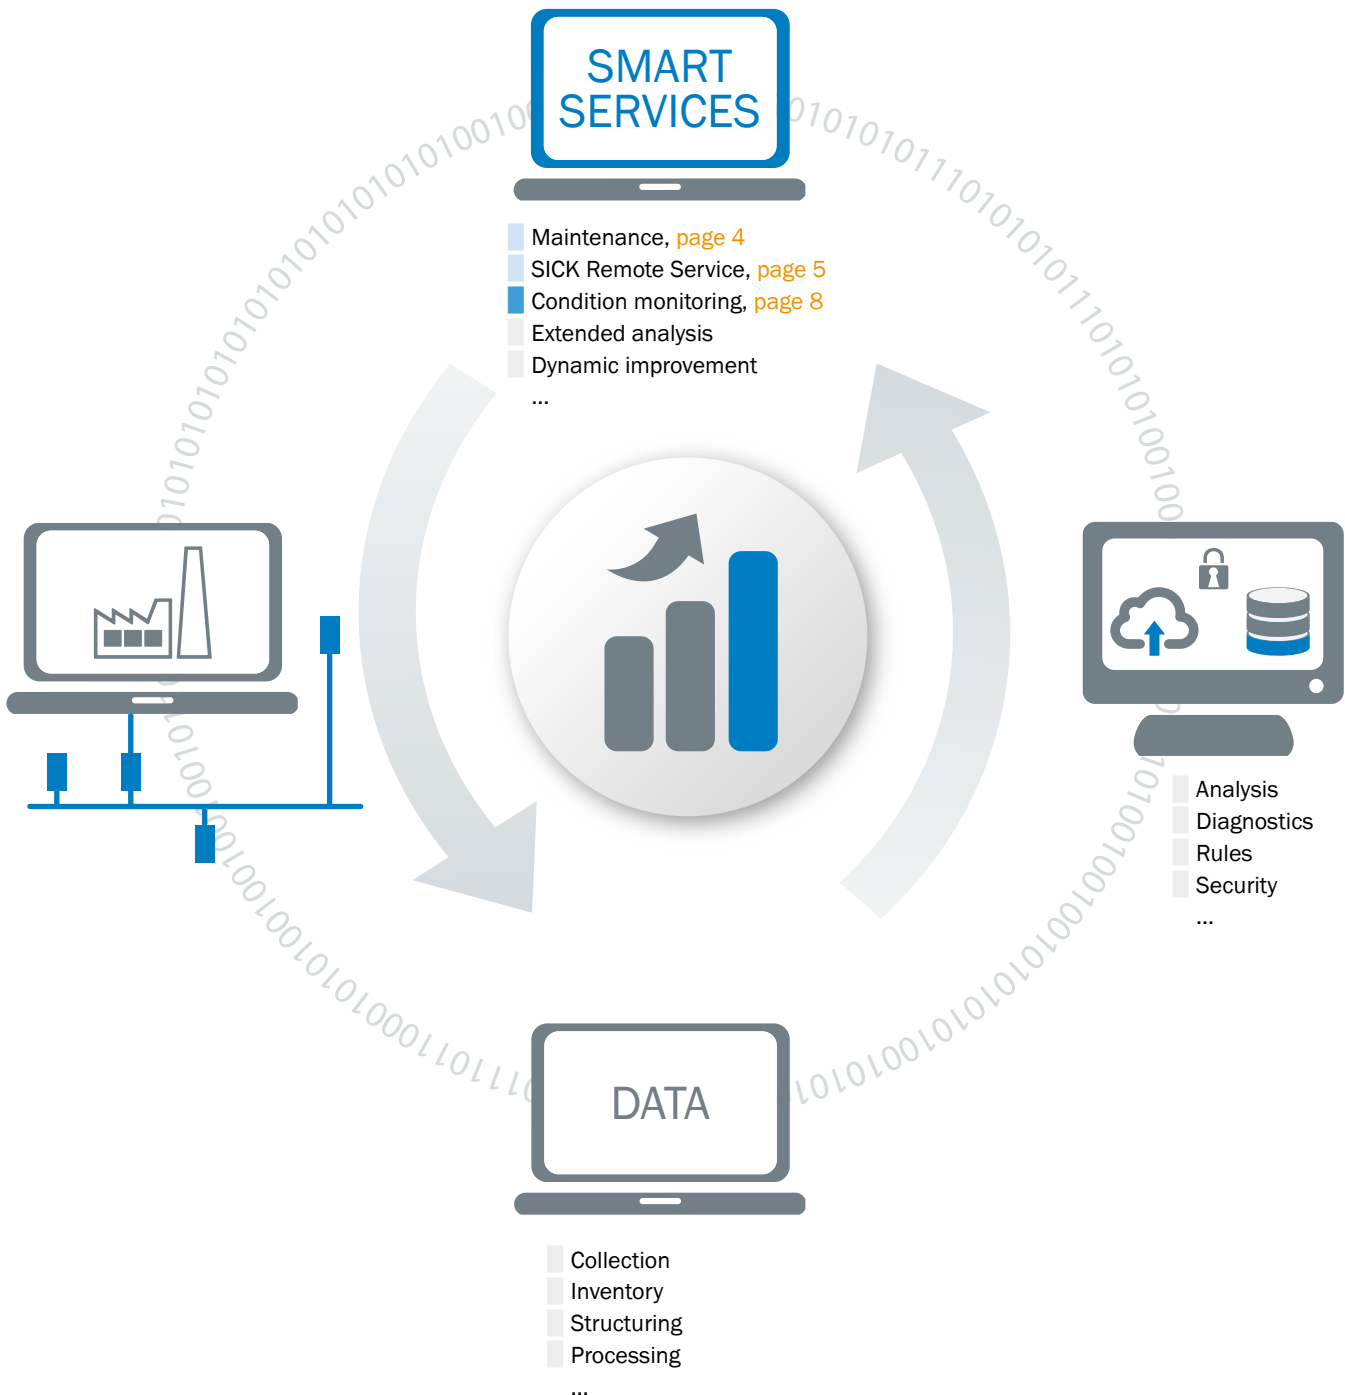 SMART
SERVICES
Maintenance, page 4
SICK Remote Service, page 5
Condition monitoring, page 8
Extended analysis
Dynamic improvement
...
Analysis
Diagnostics
Rules
Security
...
DATA
Collection
Inventory
Structuring
Processing
...